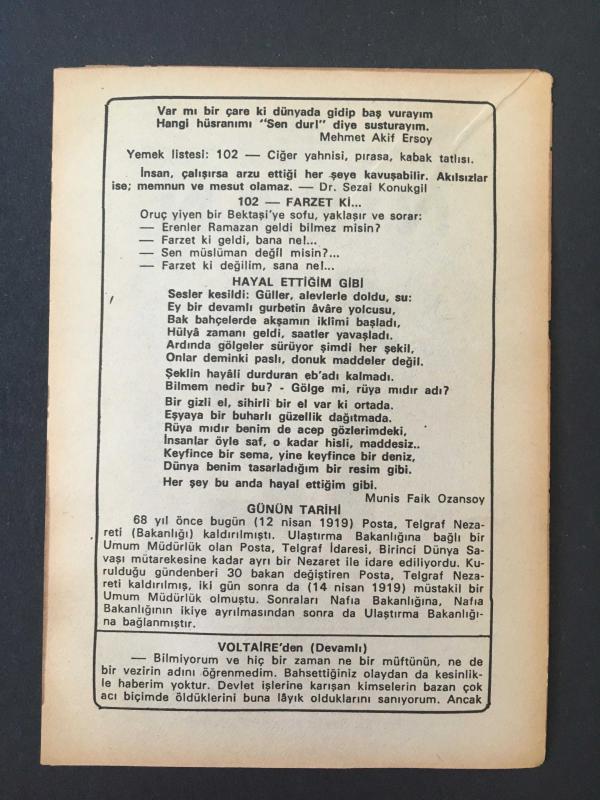 Var mı bir çare ki dünyada gidip baş vurayım
Hangi hüsranımı "Sen dur!" diye susturayım.
Mehmet Akif Ersoy
Yemek listesi: 102 — Ciğer yahnisi, pırasa, kabak tatlısı.
İnsan, çalışırsa arzu ettiği her şeye kavuşabilir. Akılsızlar
ise; memnun ve mesut olamaz. — Dr. Sezai Konukgil
102 — FARZET Kİ...
Oruç yiyen bir Bektaşi'ye sofu, yaklaşır ve sorar:
— Erenler Ramazan geldi bilmez misin?
— Farzet ki geldi, bana ne!...
— Sen müslüman değil misin?...
— Farzet ki değilim, sana ne!...
HAYAL ETTİĞİM GİBİ
Sesler kesildi: Güller, alevlerle doldu, su:
Ey bir devamlı gurbetin âvâre yolcusu,
Bak bahçelerde akşamın iklîmi başladı,
Hülyâ zamanı geldi, saatler yavaşladı.
Ardında gölgeler sürüyor şimdi her şekil,
Onlar deminki paslı, donuk maddeler değil.
Şeklin hayâli durduran eb'adı kalmadı.
Bilmem nedir bu? - Gölge mi, rüya mıdır adı?
Bir gizli el, sihirli bir el var ki ortada.
Eşyaya bir buharlı güzellik dağıtmada.
Rüya mıdır benim de acep gözlerimdeki,
İnsanlar öyle saf, o kadar hisli, maddesiz..
Keyfince bir sema, yine keyfince bir deniz,
Dünya benim tasarladığım bir resim gibi.
Her şey bu anda hayal ettiğim gibi.
Munis Faik Ozansoy
GÜNÜN TARİHİ
68 yıl önce bugün (12 nisan 1919) Posta, Telgraf Neza-
reti (Bakanlığı) kaldırılmıştı. Ulaştırma Bakanlığına bağlı bir
Umum Müdürlük olan Posta, Telgraf İdaresi, Birinci Dünya Sa-
vaşı mütarekesine kadar ayrı bir Nezaret ile idare ediliyordu. Ku-
rulduğu gündenberi 30 bakan değiştiren Posta, Telgraf Neza-
reti kaldırılmış, iki gün sonra da (14 nisan 1919) müstakil bir
Umum Müdürlük olmuştu. Sonraları Nafıa Bakanlığına, Nafıa
Bakanlığının ikiye ayrılmasından sonra da Ulaştırma Bakanlığı-
na bağlanmıştır.
VOLTAİRE'den (Devamlı)
— Bilmiyorum ve hiç bir zaman ne bir müftünün, ne de
bir vezirin adını öğrenmedim. Bahsettiğiniz olaydan da kesinlik-
le haberim yoktur. Devlet işlerine karışan kimselerin bazan çok
acı biçimde öldüklerini buna lâyık olduklarını sanıyorum. Ancak